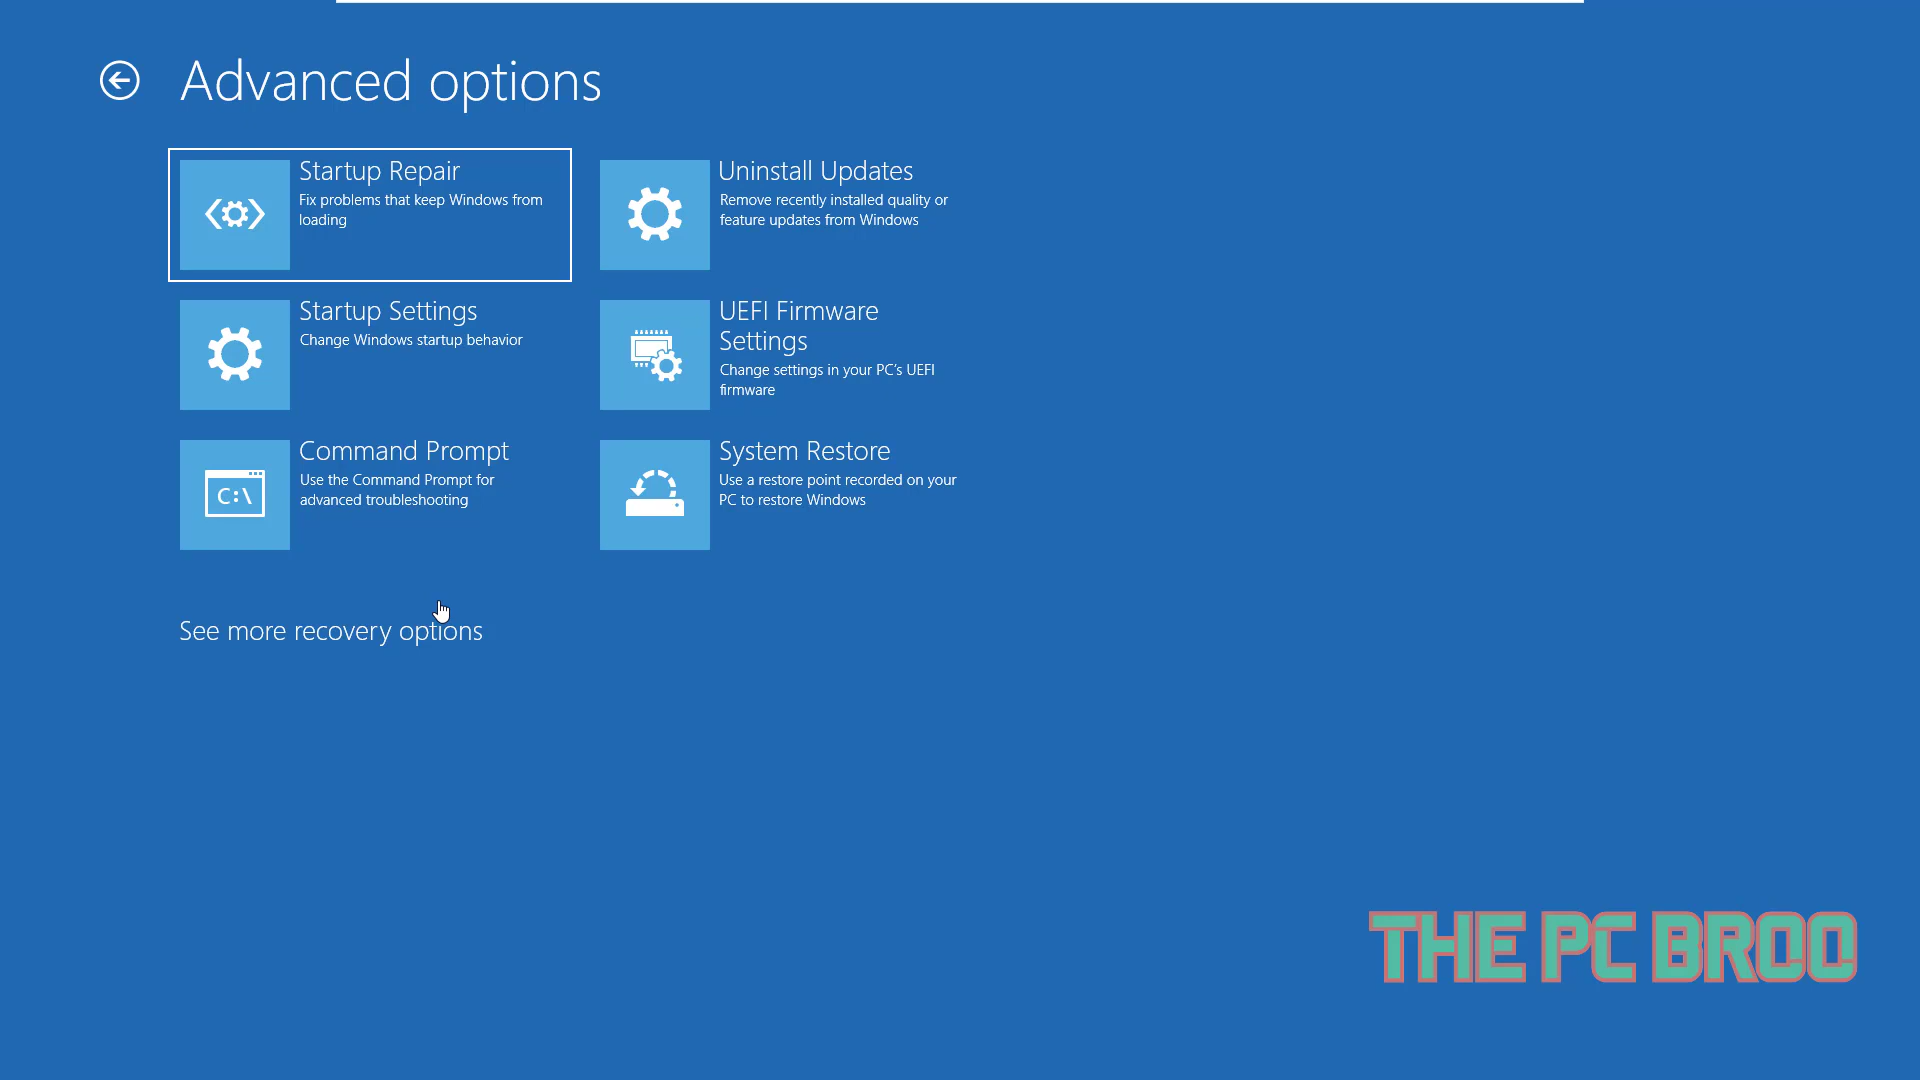 Advanced options
Startup Repair
Fix problems that keep Windows from
loading
Uninstall Updates
Remove recently installed quality or
feature updates from Windows
Startup Settings
Change Windows startup behavior
UEFI Firmware
Settings
Change settings in your PC's UEFI
firmware
C:\
Command Prompt
Use the Command Prompt for
advanced troubleshooting
System Restore
Use a restore point recorded on your
PC to restore Windows
See more recovery options
THE PC BROO